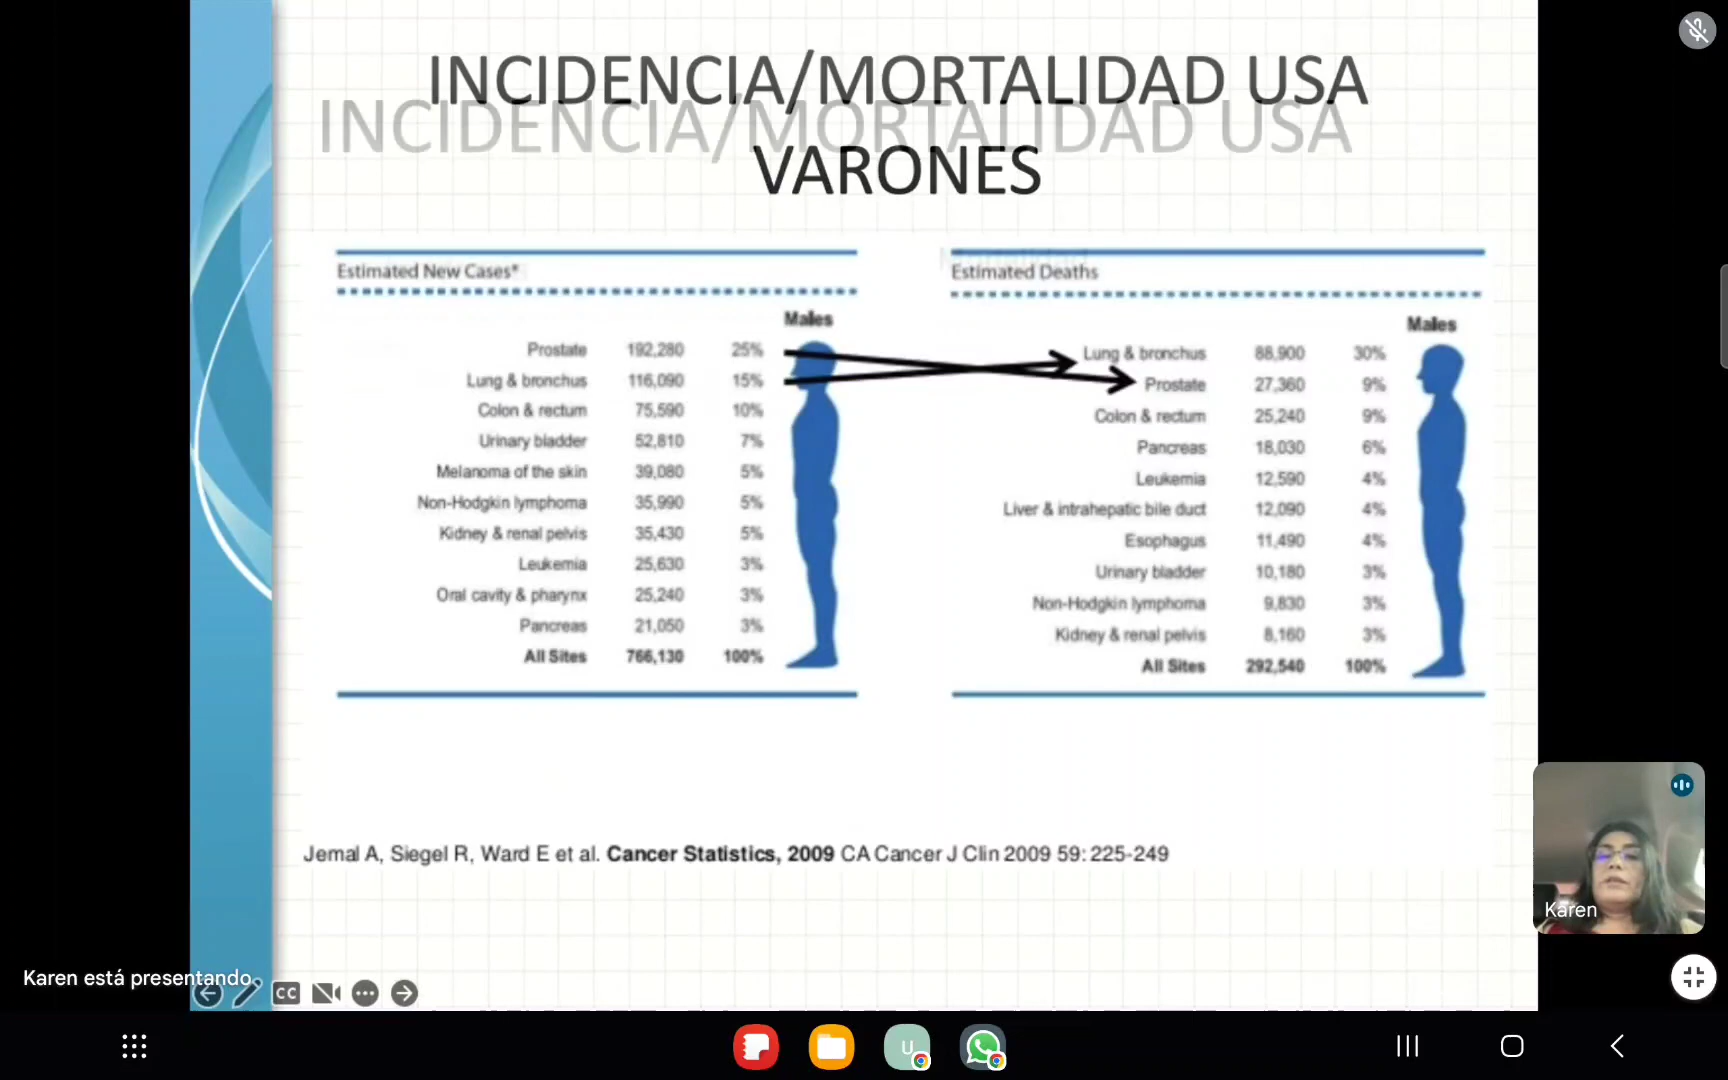 INCIDENCIA/MORTALIDAD USA
INCIDENCIA/MORTALIDAD USA
VARONES
Estimated New Cases*
Males
Prostate 192,280 25%
Lung & bronchus 116,090 15%
Colon & rectum 75,590 10%
Urinary bladder 52,810 7%
Melanoma of the skin 39,080 5%
Non-Hodgkin lymphoma 35,990 5%
Kidney & renal pelvis 35,430 5%
Leukemia 25,630 3%
Oral cavity & pharynx 25,240 3%
Pancreas 21,050 3%
All Sites 766,130 100%
Mortalidad
Estimated Deaths
Males
Lung & bronchus 88,900 30%
Prostate 27,360 9%
Colon & rectum 25,240 9%
Pancreas 18,030 6%
Leukemia 12,590 4%
Liver & intrahepatic bile duct 12,090 4%
Esophagus 11,490 4%
Urinary bladder 10,180 3%
Non-Hodgkin lymphoma 9,830 3%
Kidney & renal pelvis 8,160 3%
All Sites 292,540 100%
Jemal A, Siegel R, Ward E et al. Cancer Statistics, 2009 CA Cancer J Clin 2009 59: 225-249
Karen
Karen está presentando
CC
U